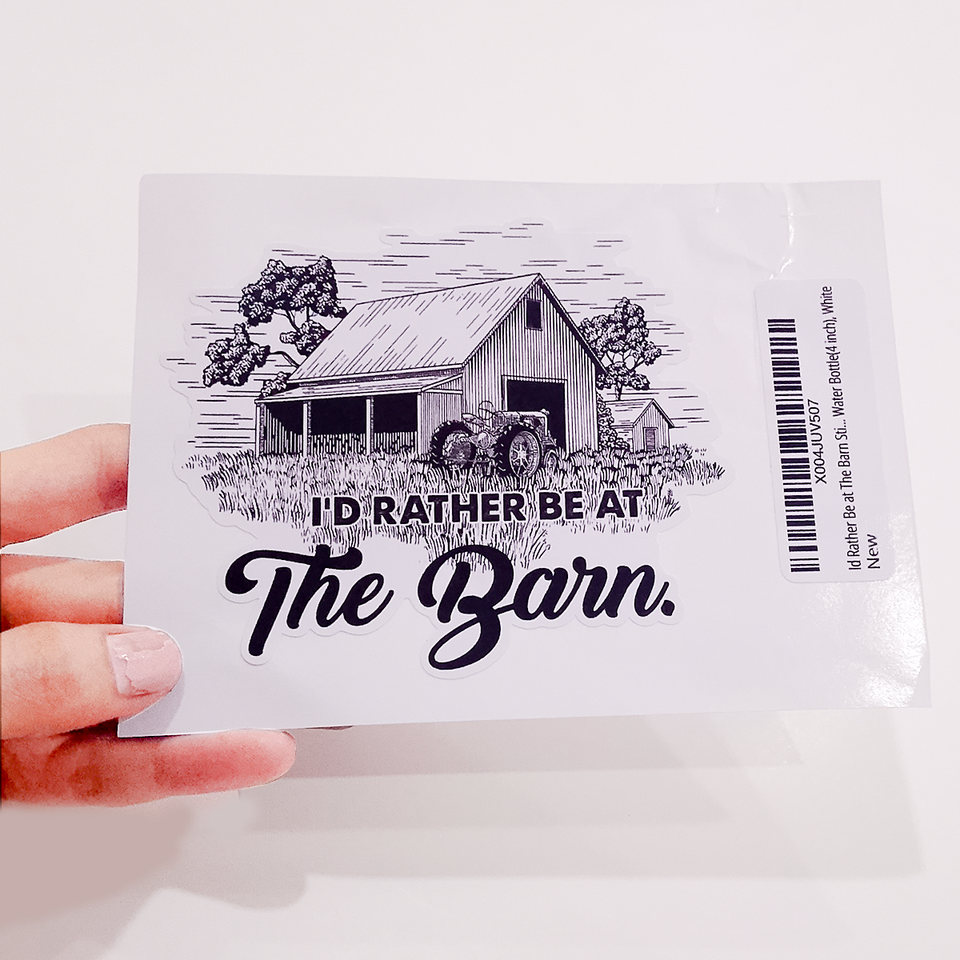 I'D RATHER BE AT
The Barn.
X004JUV507
Id Rather Be at The Barn Sti... Water Bottle(4 inch), White
New